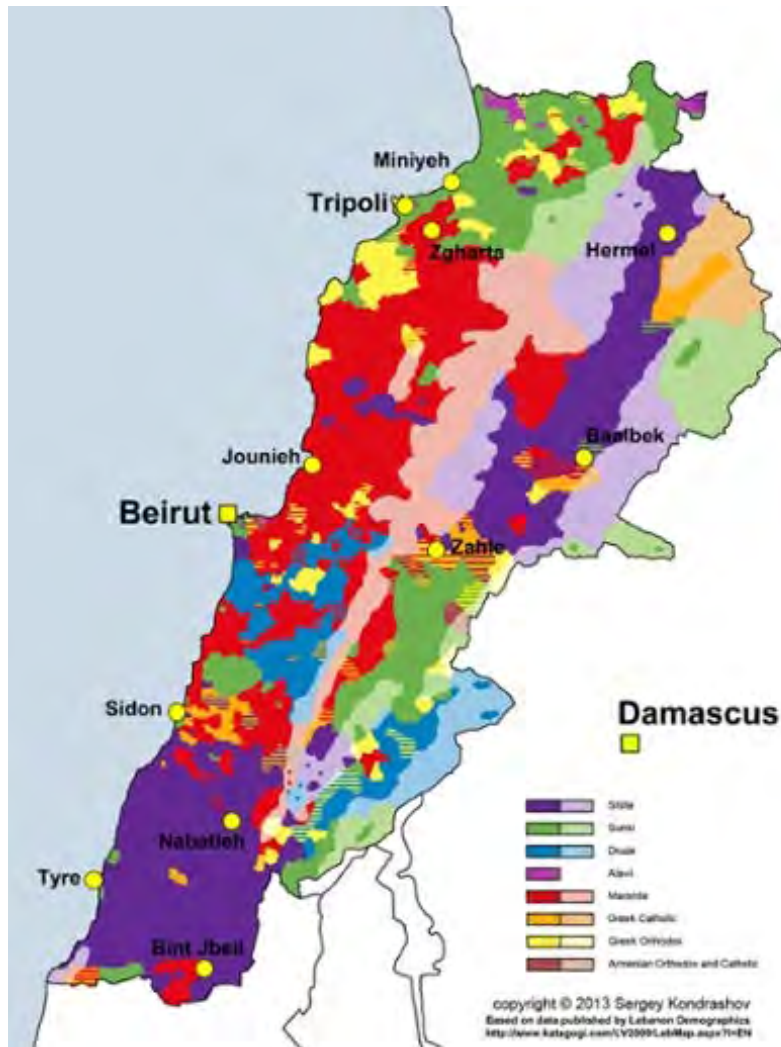 Miniyeh
Tripoli
Zgharta
Hermel
Baalbek
Jounieh
Beirut
Zahle
Sidon
Damascus
Nabatieh
Tyre
Bint Jbeil
Shiite
Sunni
Druze
Alawi
Maronite
Greek Catholic
Greek Orthodox
Armenian Orthodox and Catholic
copyright © 2013 Sergey Kondrashov
Based on data published by Lebanon Demographics